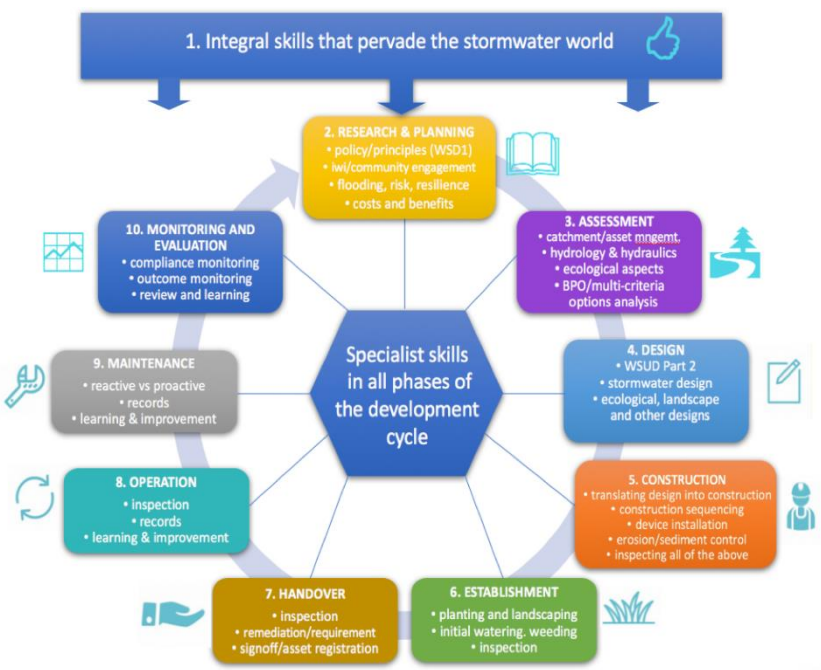 1. Integral skills that pervade the stormwater world
2. RESEARCH & PLANNING
• policy/principles (WSD1)
• iwi/community engagement
• flooding, risk, resilience
• costs and benefits
3. ASSESSMENT
• catchment/asset mngemt.
• hydrology & hydraulics
• ecological aspects
• BPO/multi-criteria
options analysis
4. DESIGN
• WSUD Part 2
• stormwater design
• ecological, landscape
and other designs
5. CONSTRUCTION
• translating design into construction
• construction sequencing
• device installation
• erosion/sediment control
• inspecting all of the above
6. ESTABLISHMENT
• planting and landscaping
• initial watering. weeding
• inspection
7. HANDOVER
• inspection
• remediation/requirement
• signoff/asset registration
8. OPERATION
• inspection
• records
• learning & improvement
9. MAINTENANCE
• reactive vs proactive
• records
• learning & improvement
10. MONITORING AND
EVALUATION
• compliance monitoring
• outcome monitoring
• review and learning
Specialist skills
in all phases of
the development
cycle